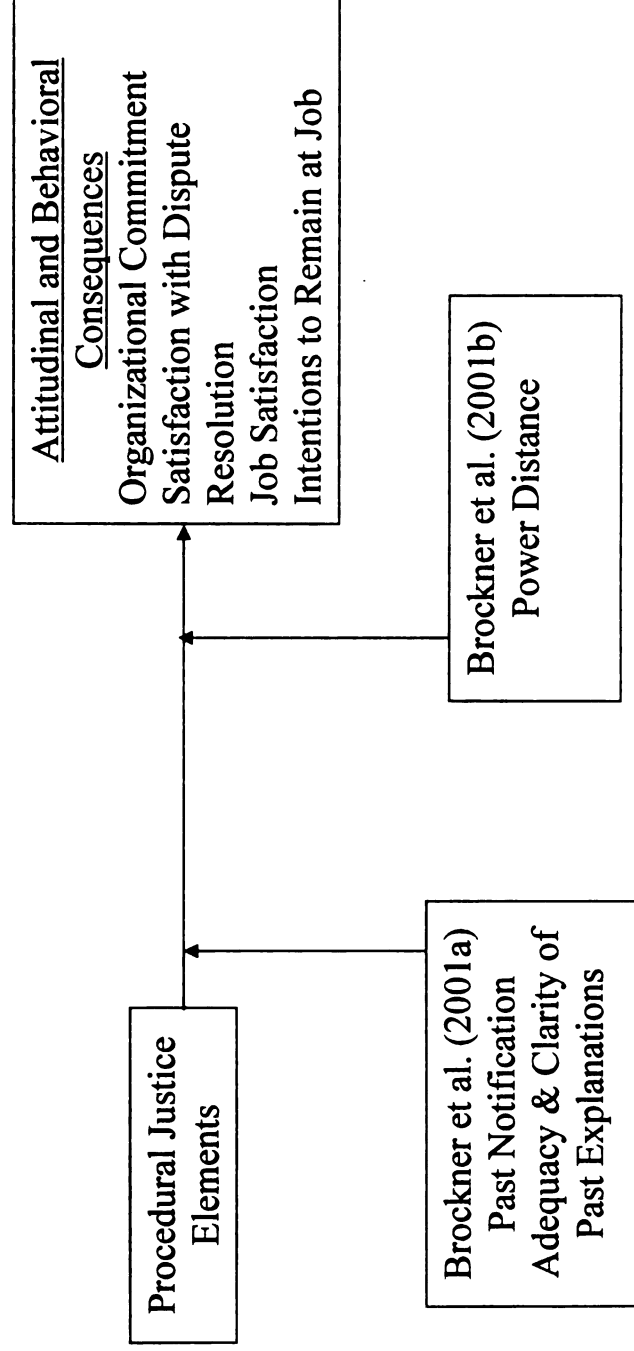 Procedural Justice
Elements
Attitudinal and Behavioral
Consequences
Organizational Commitment
Satisfaction with Dispute
Resolution
Job Satisfaction
Intentions to Remain at Job
Brockner et al. (2001a)
Past Notification
Adequacy & Clarity of
Past Explanations
Brockner et al. (2001b)
Power Distance